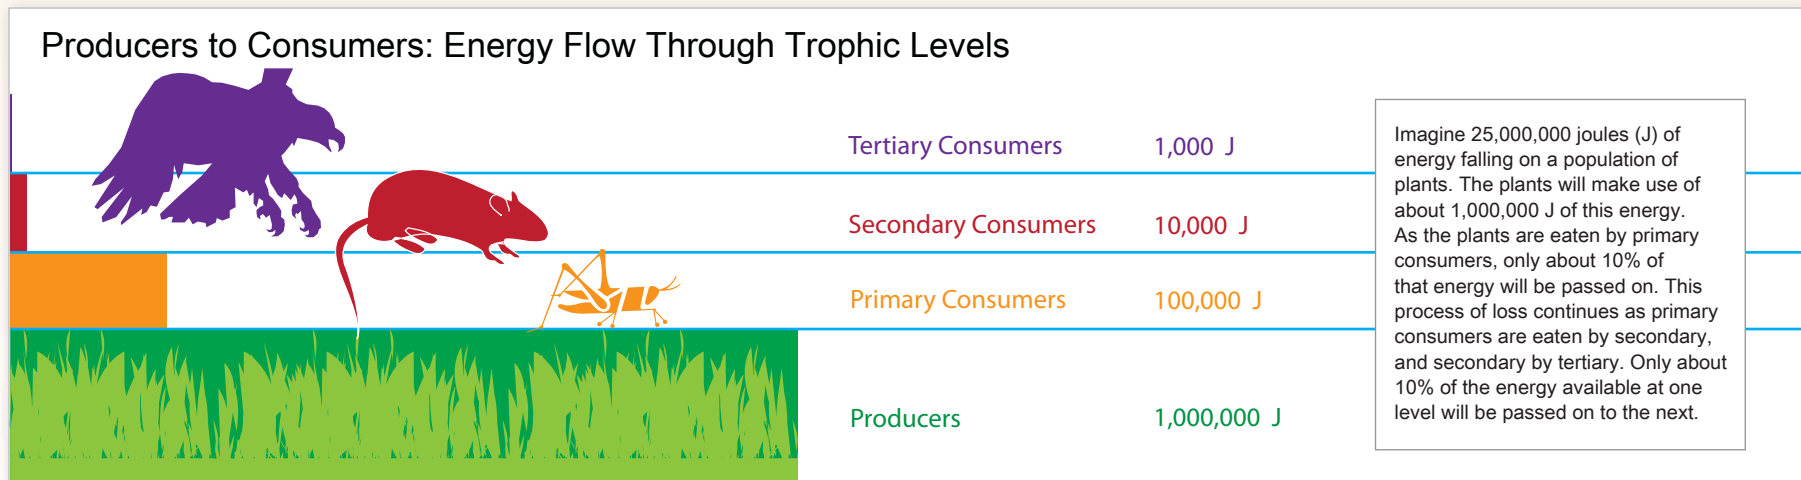 Producers to Consumers: Energy Flow Through Trophic Levels
Tertiary Consumers 1,000 J
Secondary Consumers 10,000 J
Primary Consumers 100,000 J
Producers 1,000,000 J
Imagine 25,000,000 joules (J) of
energy falling on a population of
plants. The plants will make use of
about 1,000,000 J of this energy.
As the plants are eaten by primary
consumers, only about 10% of
that energy will be passed on. This
process of loss continues as primary
consumers are eaten by secondary,
and secondary by tertiary. Only about
10% of the energy available at one
level will be passed on to the next.